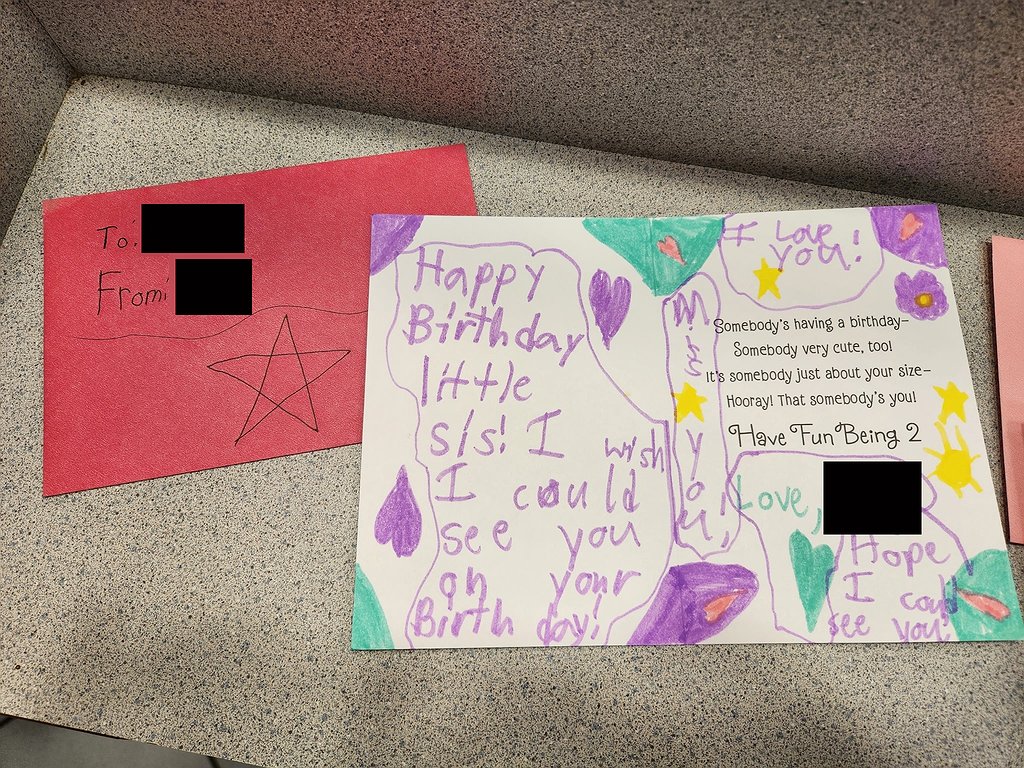 To:
From:
Happy
Birthday
little
sis! I wish
I could
see you
on your
Birth day!
Miss you!
I Love
you!
Somebody's having a birthday–
Somebody very cute, too!
It's somebody just about your size–
Hooray! That somebody's you!
Have Fun Being 2
Love,
Hope
I could
see you!